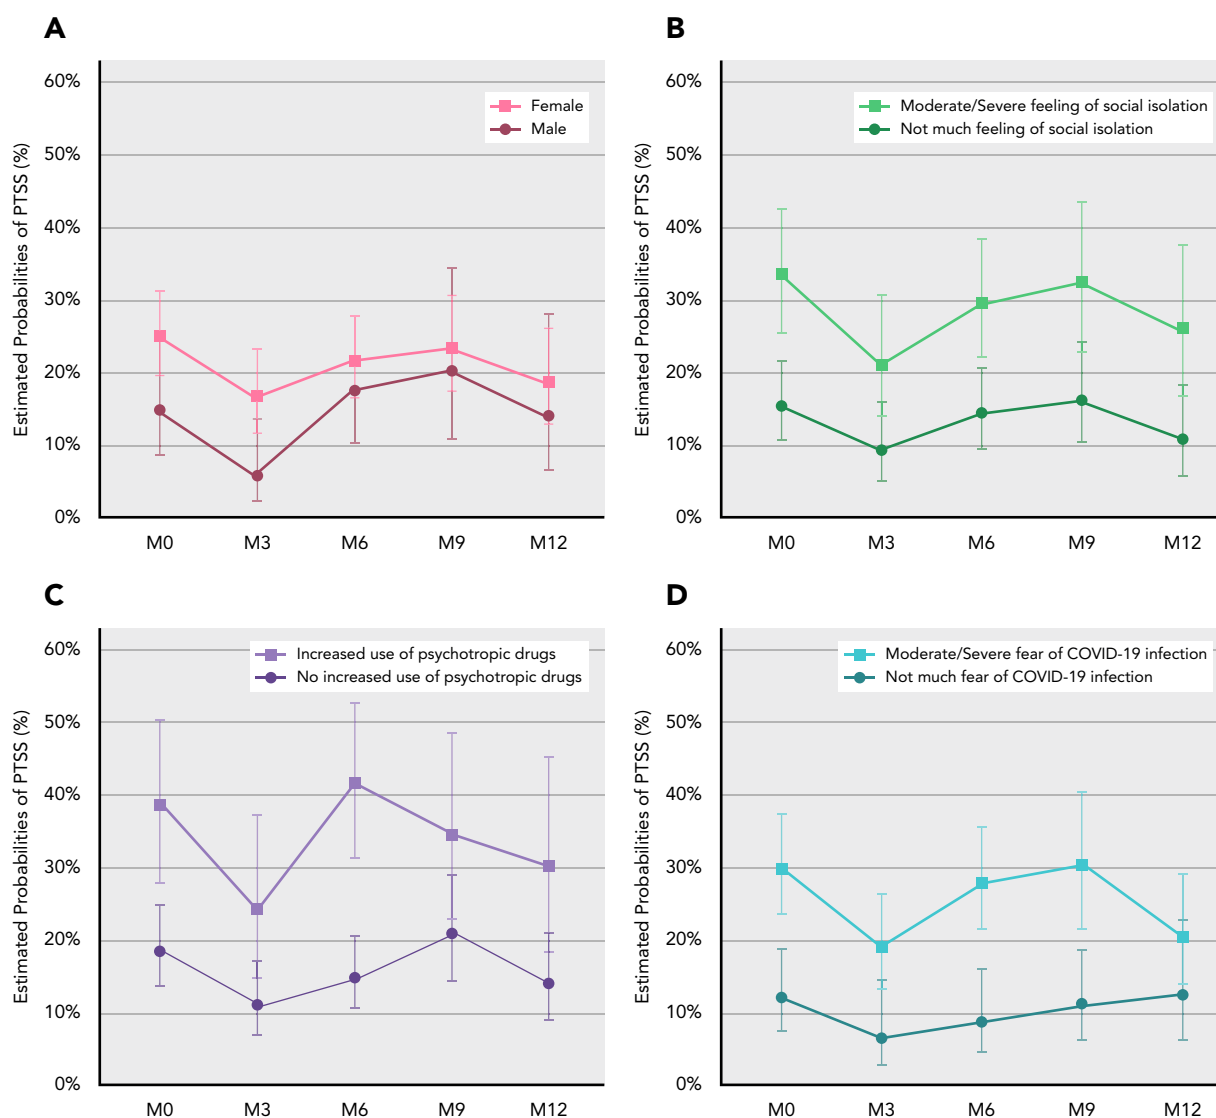 A
Estimated Probabilities of PTSS (%)
60%
50%
40%
30%
20%
10%
0%
Female
Male
M0 M3 M6 M9 M12
B
Estimated Probabilities of PTSS (%)
60%
50%
40%
30%
20%
10%
0%
Moderate/Severe feeling of social isolation
Not much feeling of social isolation
M0 M3 M6 M9 M12
C
Estimated Probabilities of PTSS (%)
60%
50%
40%
30%
20%
10%
0%
Increased use of psychotropic drugs
No increased use of psychotropic drugs
M0 M3 M6 M9 M12
D
Estimated Probabilities of PTSS (%)
60%
50%
40%
30%
20%
10%
0%
Moderate/Severe fear of COVID-19 infection
Not much fear of COVID-19 infection
M0 M3 M6 M9 M12